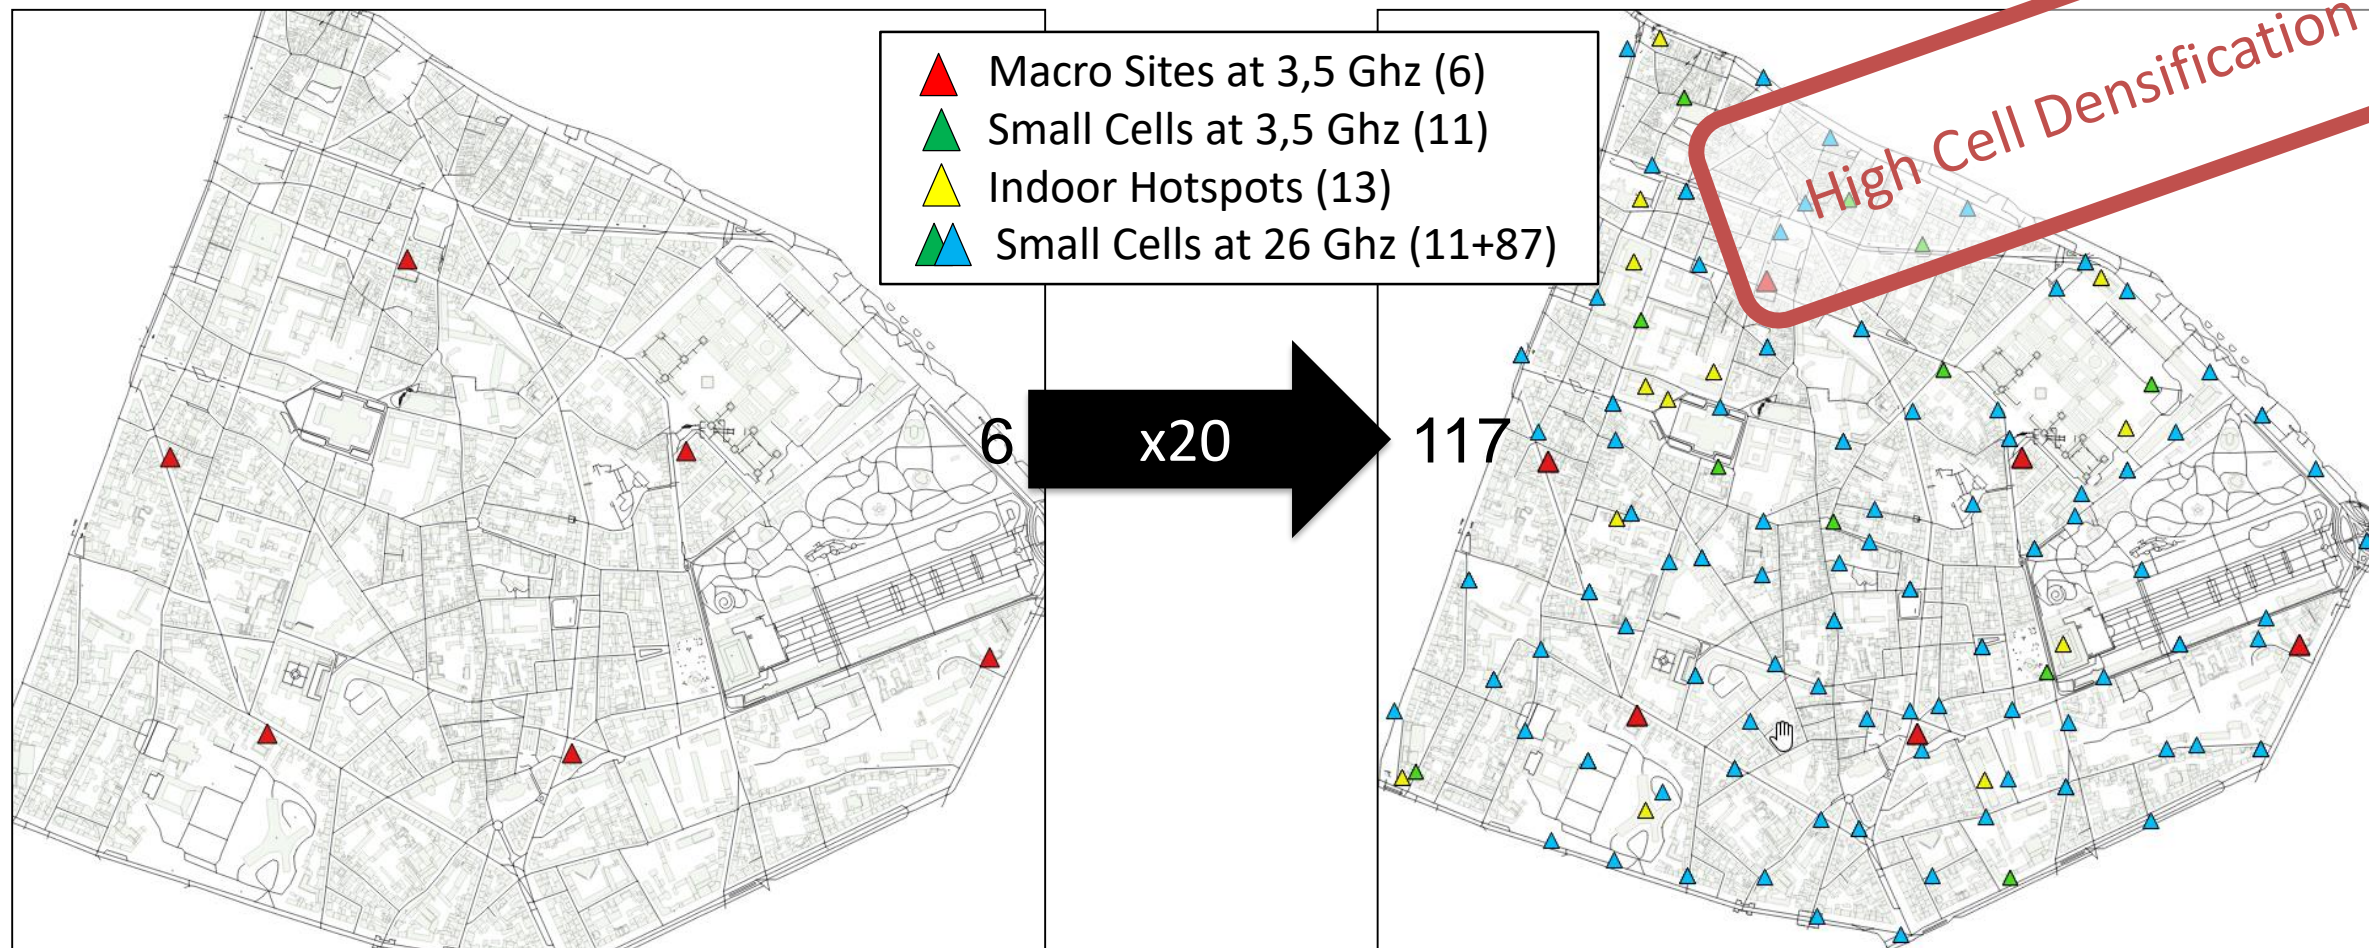 Macro Sites at 3,5 Ghz (6)
Small Cells at 3,5 Ghz (11)
Indoor Hotspots (13)
Small Cells at 26 Ghz (11+87)
High Cell Densification
6
x20
117